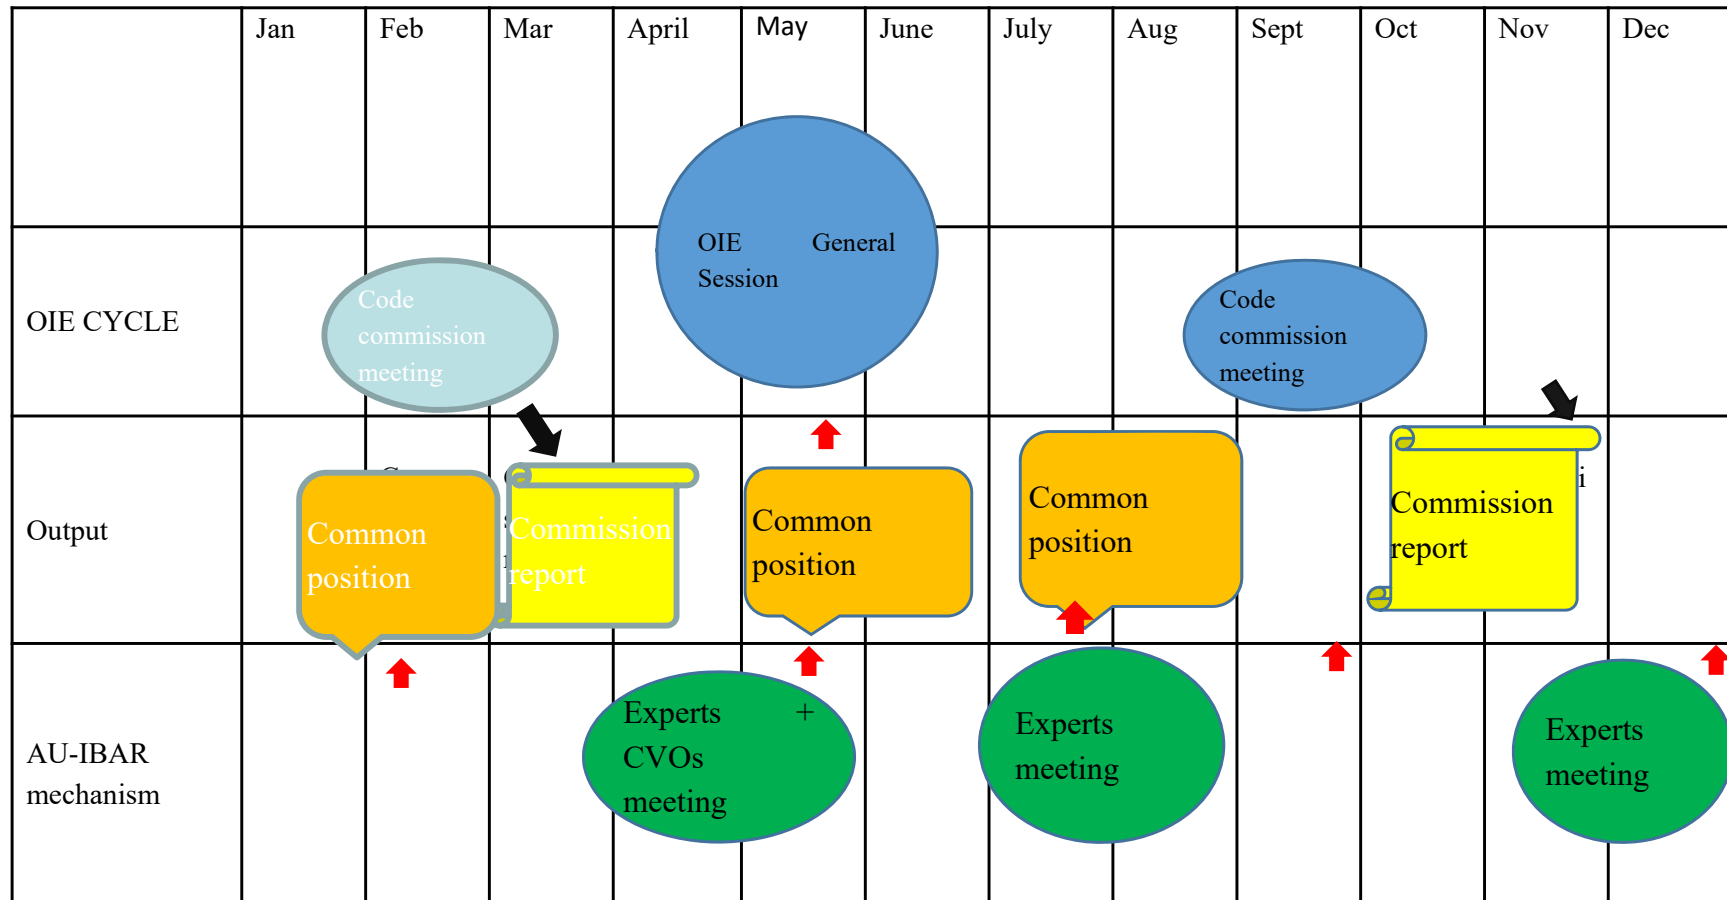 Jan Feb Mar April May June July Aug Sept Oct Nov Dec
OIE CYCLE
Code
commission
meeting
OIE General
Session
Code
commission
meeting
Output
Common
position
Commission
report
Common
position
Common
position
Commission
report
AU-IBAR
mechanism
Experts +
CVOs
meeting
Experts
meeting
Experts
meeting